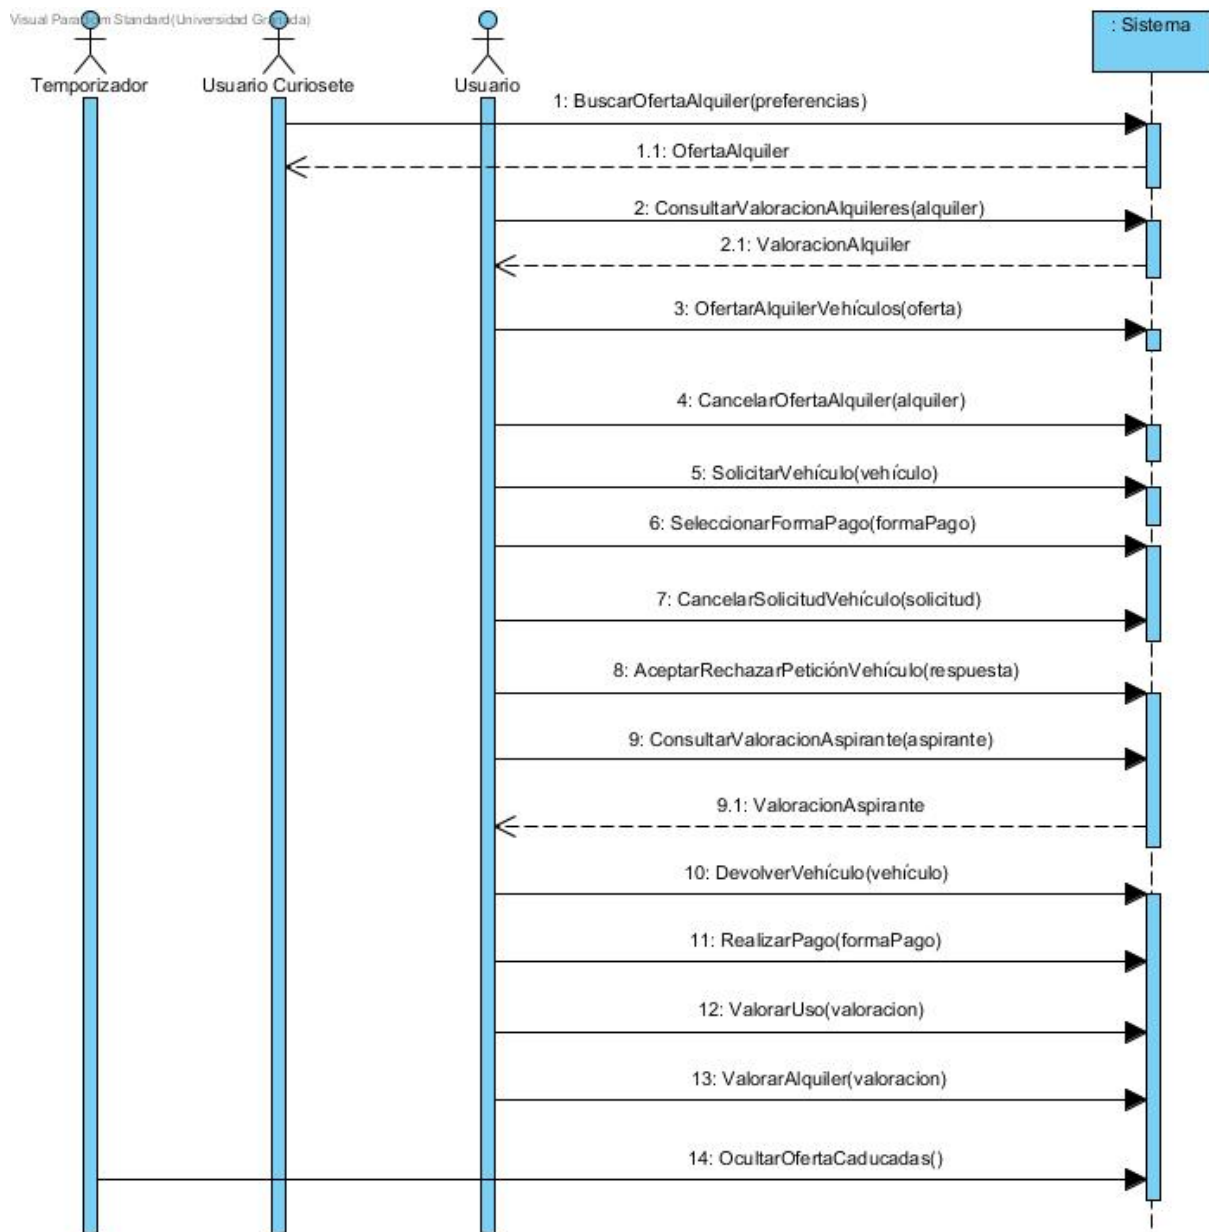 Visual Paradigm Standard(Universidad Granada)
: Sistema
Temporizador
Usuario Curiosete
Usuario
1: BuscarOfertaAlquiler(preferencias)
1.1: OfertaAlquiler
2: ConsultarValoracionAlquileres(alquiler)
2.1: ValoracionAlquiler
3: OfertarAlquilerVehículos(oferta)
4: CancelarOfertaAlquiler(alquiler)
5: SolicitarVehículo(vehículo)
6: SeleccionarFormaPago(formaPago)
7: CancelarSolicitudVehículo(solicitud)
8: AceptarRechazarPeticiónVehículo(respuesta)
9: ConsultarValoracionAspirante(aspirante)
9.1: ValoracionAspirante
10: DevolverVehículo(vehículo)
11: RealizarPago(formaPago)
12: ValorarUso(valoracion)
13: ValorarAlquiler(valoracion)
14: OcultarOfertaCaducadas()